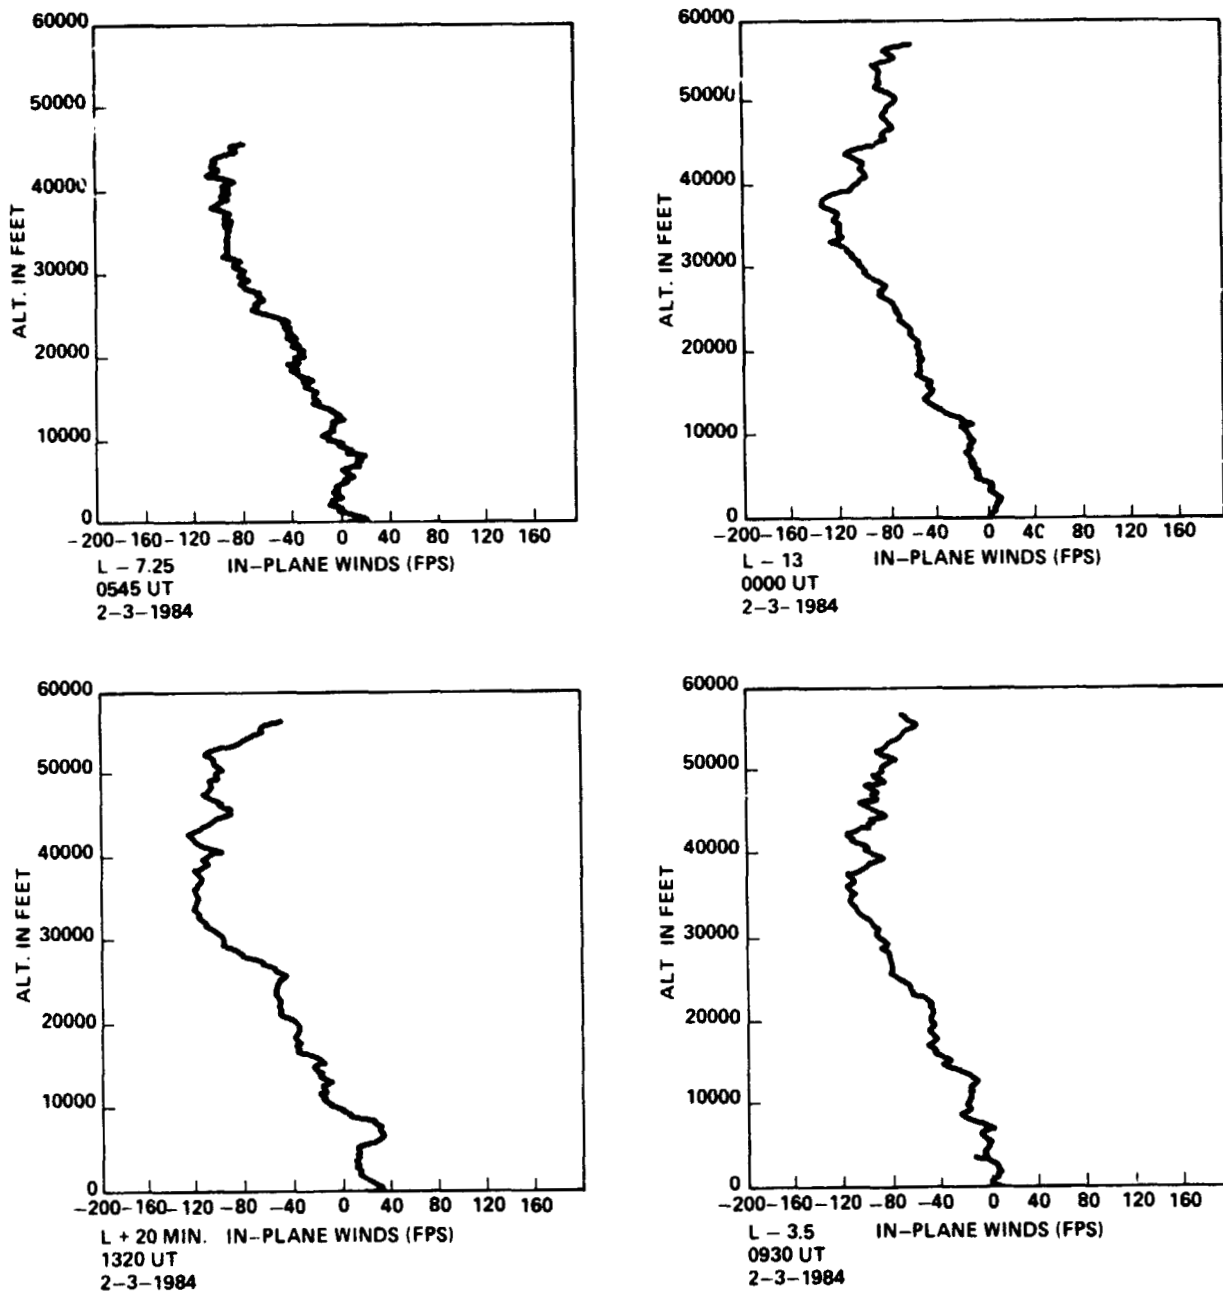 60000
50000
40000
30000
20000
10000
0
ALT. IN FEET
-200-160-120 -80 -40 0 40 80 120 160
L - 7.25 IN-PLANE WINDS (FPS)
0545 UT
2-3-1984
60000
50000
40000
30000
20000
10000
0
ALT. IN FEET
-200-160-120 -80 -40 0 40 80 120 160
L - 13 IN-PLANE WINDS (FPS)
0000 UT
2-3-1984
60000
50000
40000
30000
20000
10000
0
ALT. IN FEET
-200-160-120 -80 -40 0 40 80 120 160
L + 20 MIN. IN-PLANE WINDS (FPS)
1320 UT
2-3-1984
60000
50000
40000
30000
20000
10000
0
ALT IN FEET
-200-160-120 -80 -40 0 40 80 120 160
L - 3.5 IN-PLANE WINDS (FPS)
0930 UT
2-3-1984